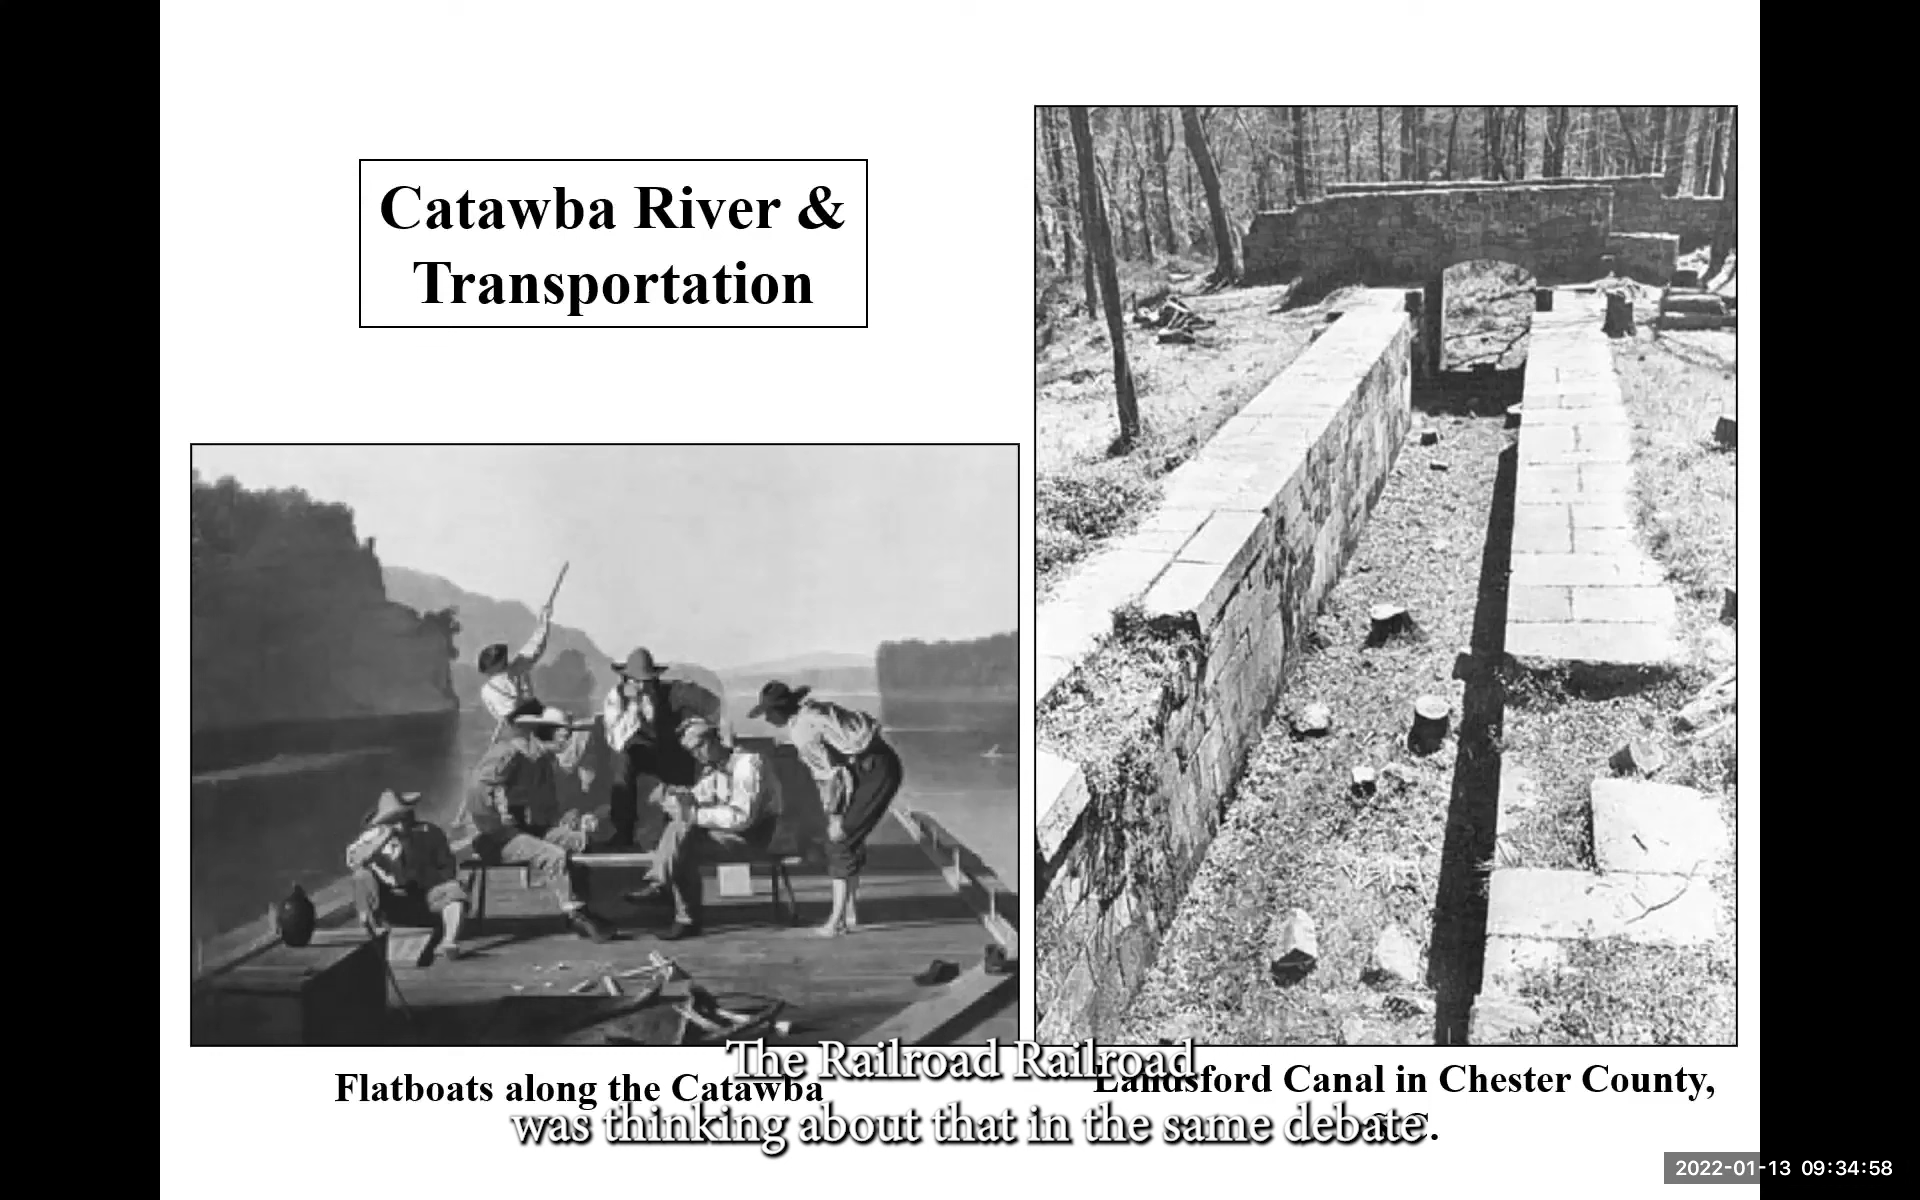 Catawba River &
Transportation
Flatboats along the Catawba
Landsford Canal in Chester County,
The Railroad Railroad
was thinking about that in the same debate
2022-01-13 09:34:58